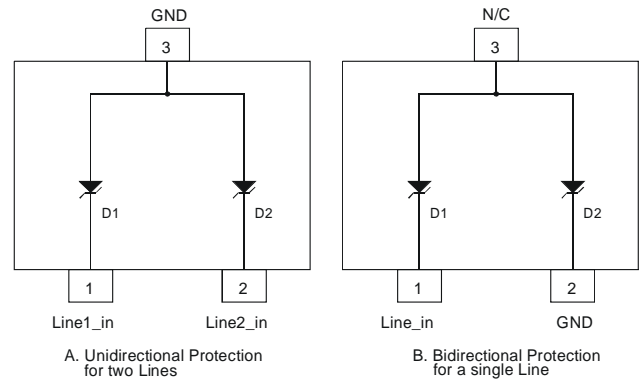 GND
N/C
3
3
D1
D2
D1
D2
1
2
1
2
Line1_in
Line2_in
Line_in
GND
A. Unidirectional Protection
for two Lines
B. Bidirectional Protection
for a single Line